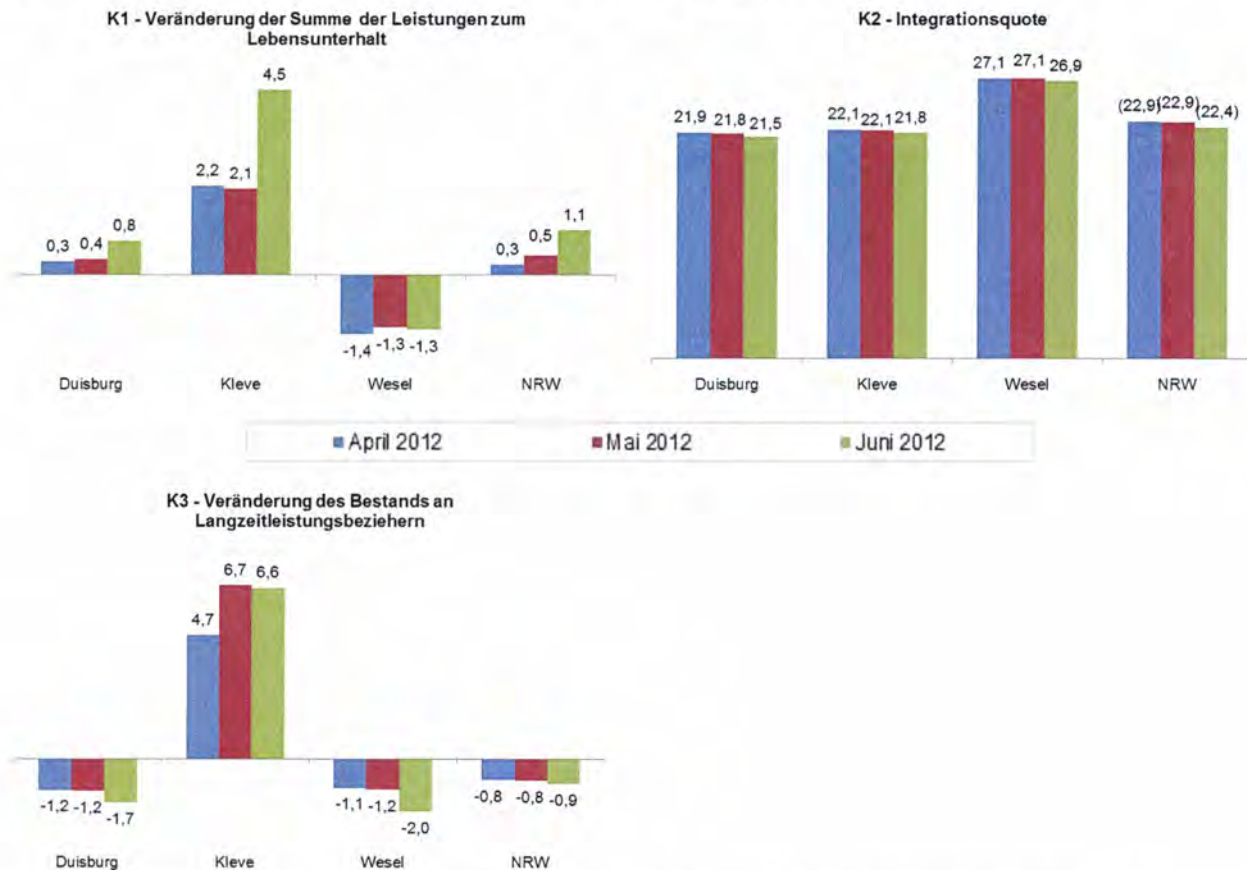 K1 - Veränderung der Summe der Leistungen zum
Lebensunterhalt
4,5
2,2
2,1
0,3
0,4
0,8
0,3
0,5
1,1
-1,4
-1,3
-1,3
Duisburg
Kleve
Wesel
NRW
K2 - Integrationsquote
21,9
21,8
21,5
22,1
22,1
21,8
27,1
27,1
26,9
(22,9)
(22,9)
(22,4)
Duisburg
Kleve
Wesel
NRW
April 2012
Mai 2012
Juni 2012
K3 - Veränderung des Bestands an
Langzeitleistungsbeziehern
4,7
6,7
6,6
-1,2
-1,2
-1,7
-1,1
-1,2
-2,0
-0,8
-0,8
-0,9
Duisburg
Kleve
Wesel
NRW